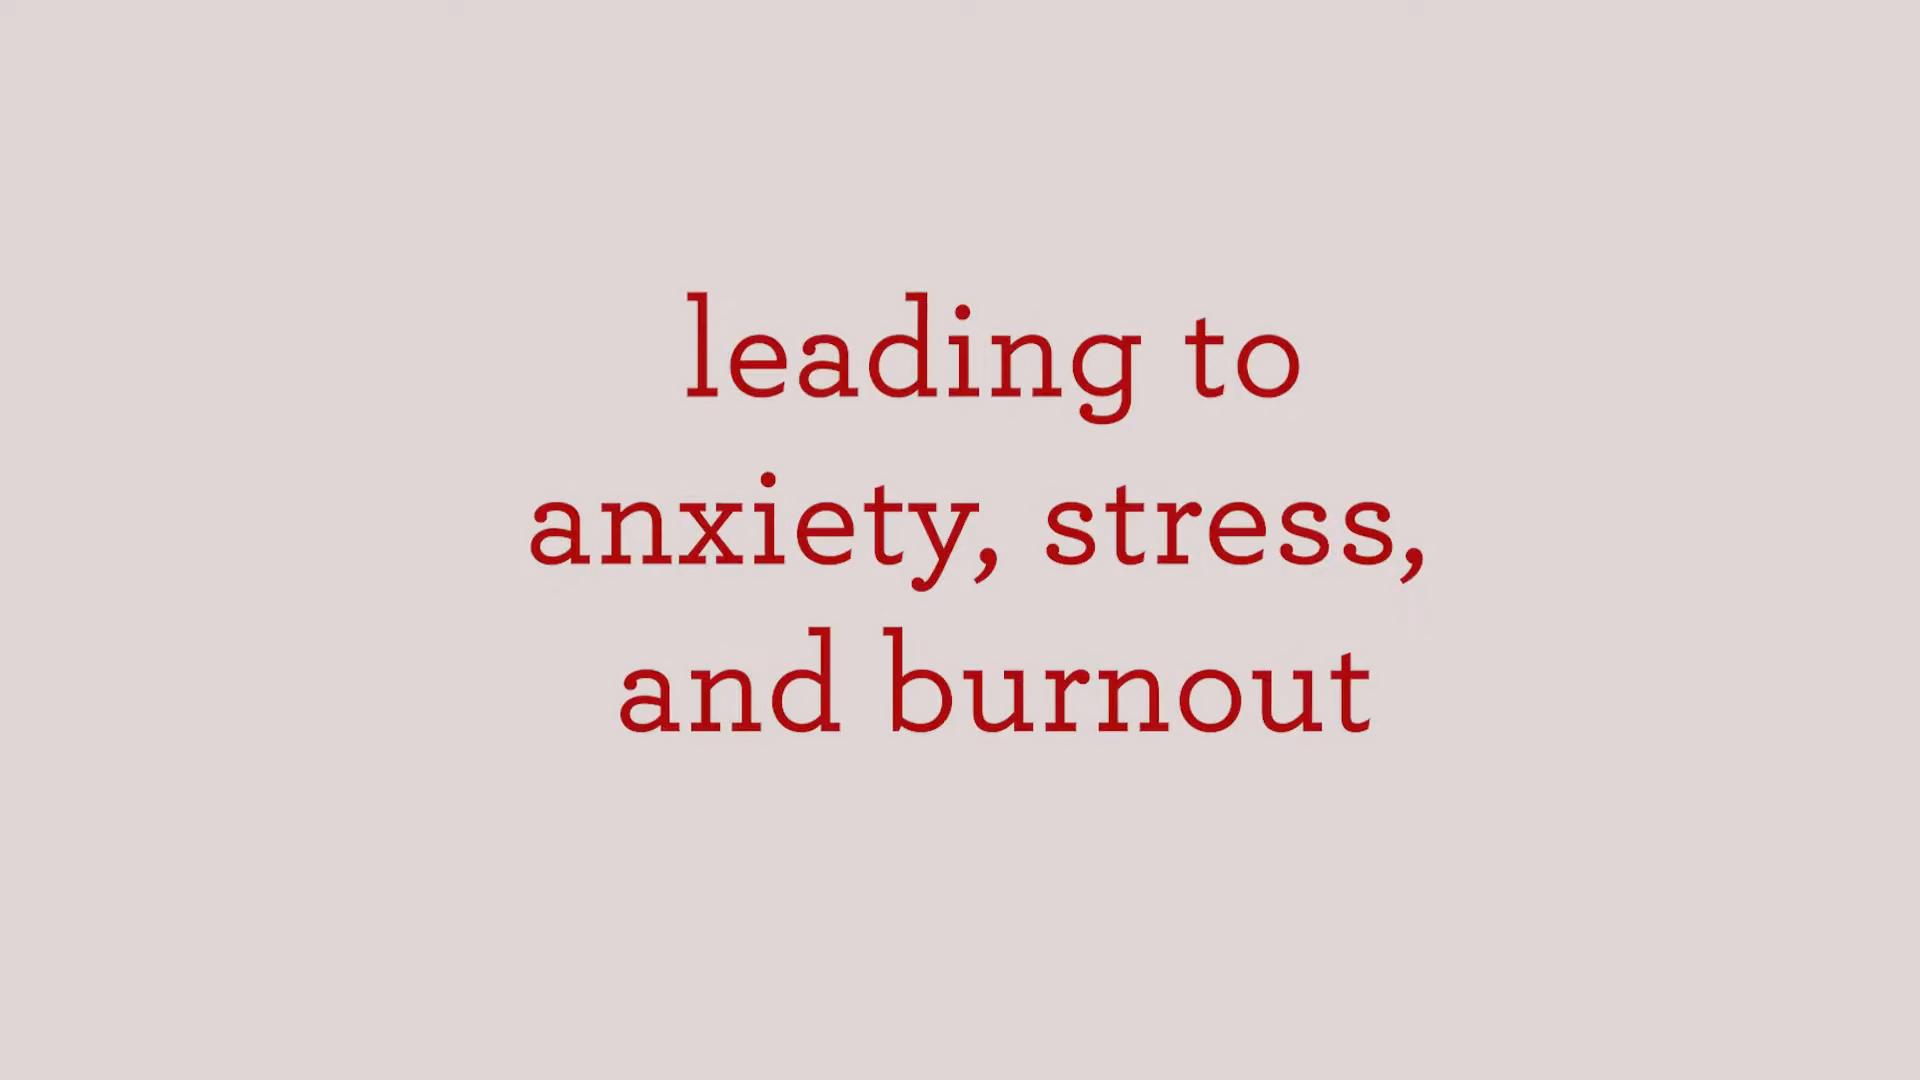 leading to
anxiety, stress,
and burnout